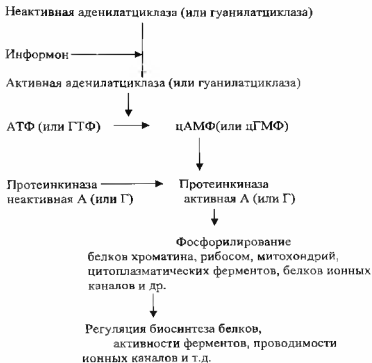 Неактивная аденилатциклаза (или гуанилатциклаза)
Информон
Активная аденилатциклаза (или гуанилатциклаза)
АТФ (или ГТФ) цАМФ(или цГМФ)
Протеинкиназа Протеинкиназа
неактивная А (или Г) активная А (или Г)
Фосфорилирование
белков хроматина, рибосом, митохондрий,
цитоплазматических ферментов, белков ионных
каналов и др.
Регуляция биосинтеза белков,
активности ферментов, проводимости
ионных каналов и т.д.